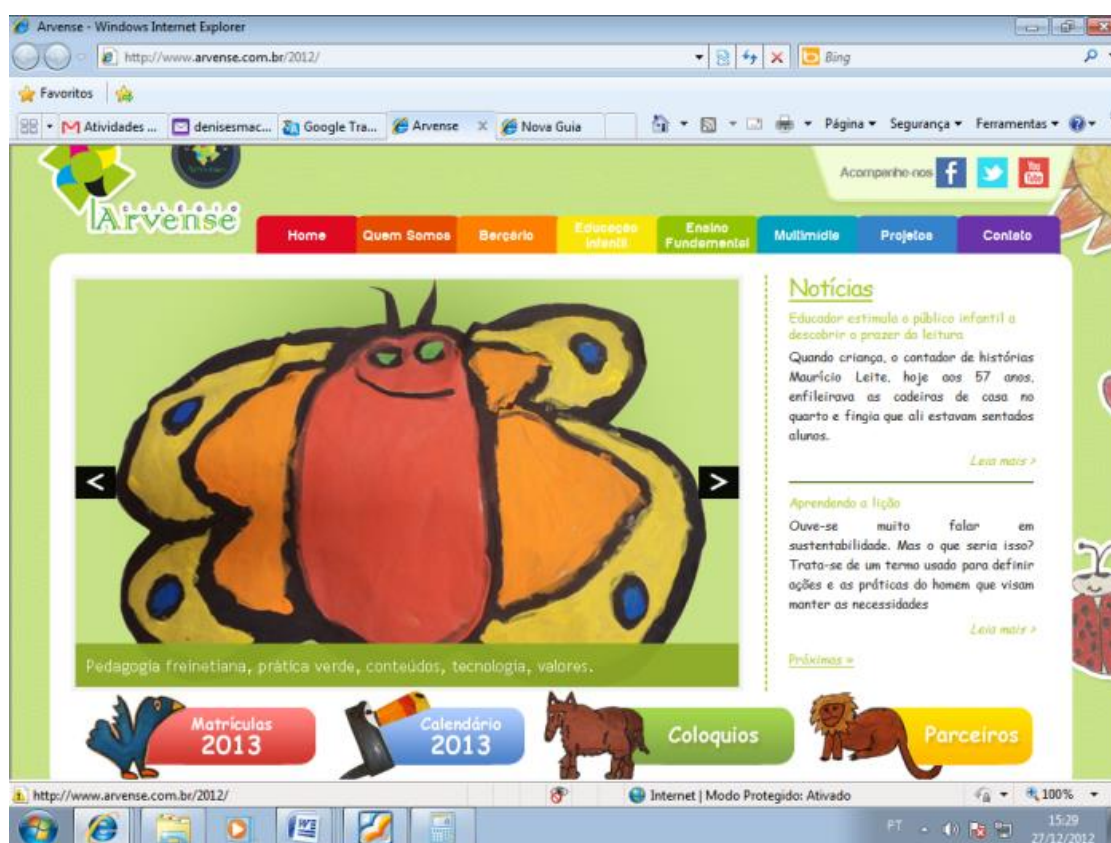 Arvense - Windows Internet Explorer
http://www.arvense.com.br/2012/
Bing
Favoritos
Atividades ...
denisesmac...
Google Tra...
Arvense
Nova Guia
Página
Segurança
Ferramentas
COLÉGIO
Arvense
Acompanhe-nos
You Tube
Home
Quem Somos
Berçário
Educação Infantil
Ensino Fundamental
Multimídia
Projetos
Contato
Pedagogia freinetiana, prática verde, conteúdos, tecnologia, valores.
Notícias
Educador estimula o público infantil a
descobrir o prazer da leitura
Quando criança, o contador de histórias
Maurício Leite, hoje aos 57 anos,
enfileirava as cadeiras de casa no
quarto e fingia que ali estavam sentados
alunos.
Leia mais >
Aprendendo a lição
Ouve-se muito falar em
sustentabilidade. Mas o que seria isso?
Trata-se de um termo usado para definir
ações e as práticas do homem que visam
manter as necessidades
Leia mais >
Próximos »
Matrículas
2013
Calendário
2013
Coloquios
Parceiros
http://www.arvense.com.br/2012/
Internet | Modo Protegido: Ativado
100%
PT
15:29
27/12/2012